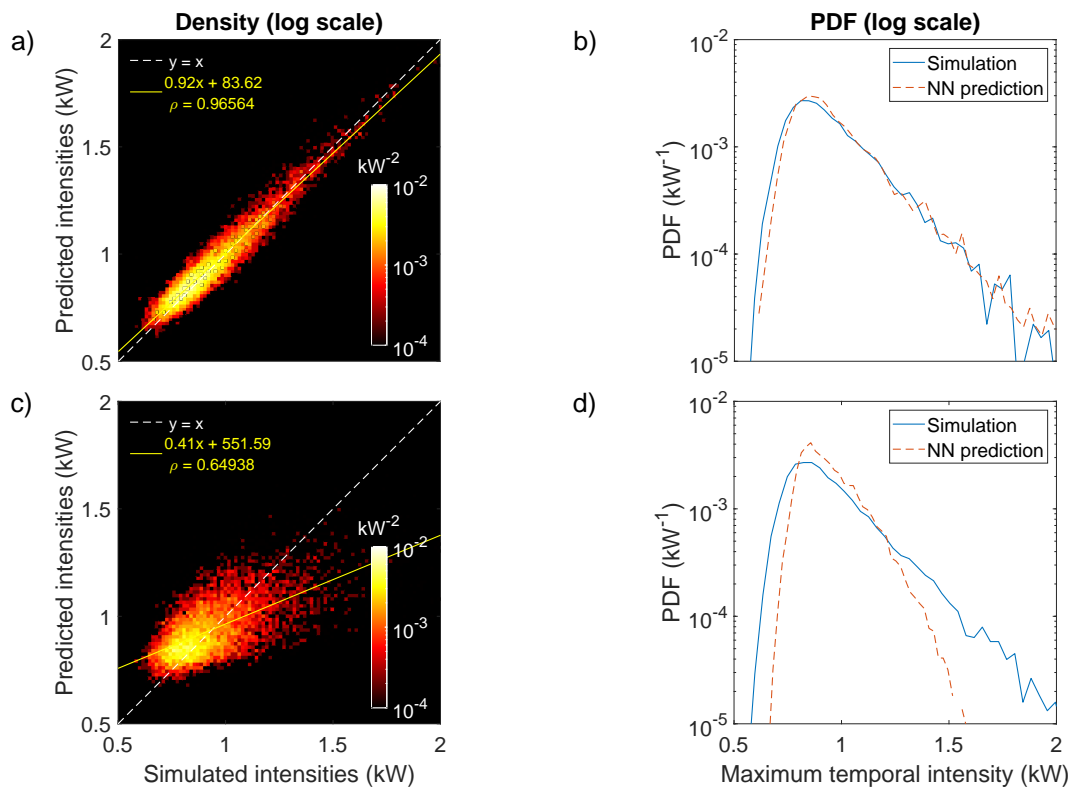 Density (log scale)
PDF (log scale)
a)
2
1.5
1
0.5
Predicted intensities (kW)
y = x
0.92x + 83.62
ρ = 0.96564
kW-2
10-2
10-3
10-4
b)
10-2
10-3
10-4
10-5
PDF (kW-1)
Simulation
NN prediction
c)
2
1.5
1
0.5
Predicted intensities (kW)
y = x
0.41x + 551.59
ρ = 0.64938
kW-2
10-2
10-3
10-4
0.5 1 1.5 2
Simulated intensities (kW)
d)
10-2
10-3
10-4
10-5
PDF (kW-1)
Simulation
NN prediction
0.5 1 1.5 2
Maximum temporal intensity (kW)